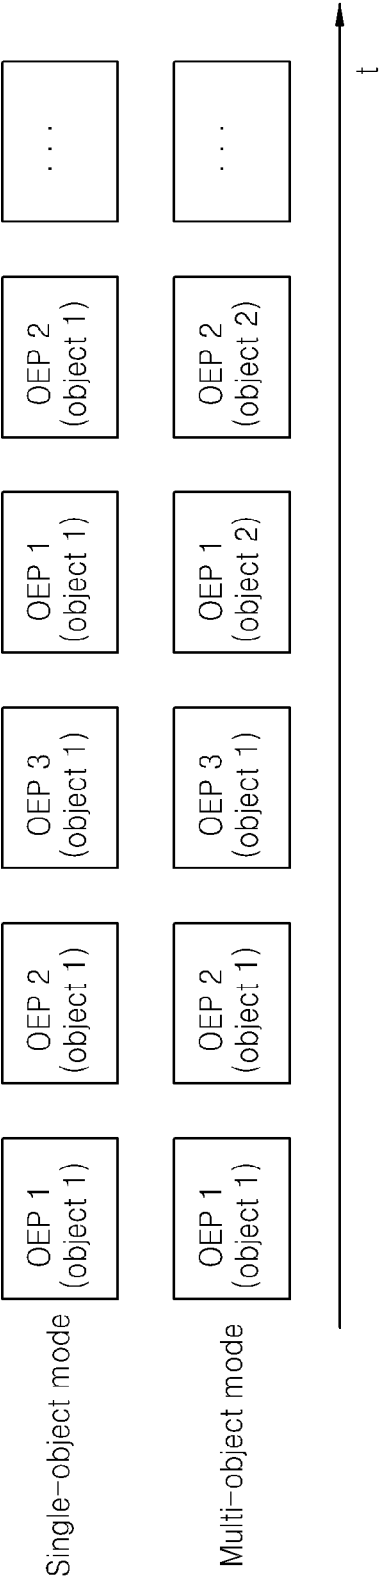 Single-object mode
OEP 1
(object 1)
OEP 2
(object 1)
OEP 3
(object 1)
OEP 1
(object 1)
OEP 2
(object 1)
...
Multi-object mode
OEP 1
(object 1)
OEP 2
(object 1)
OEP 3
(object 1)
OEP 1
(object 2)
OEP 2
(object 2)
...
t